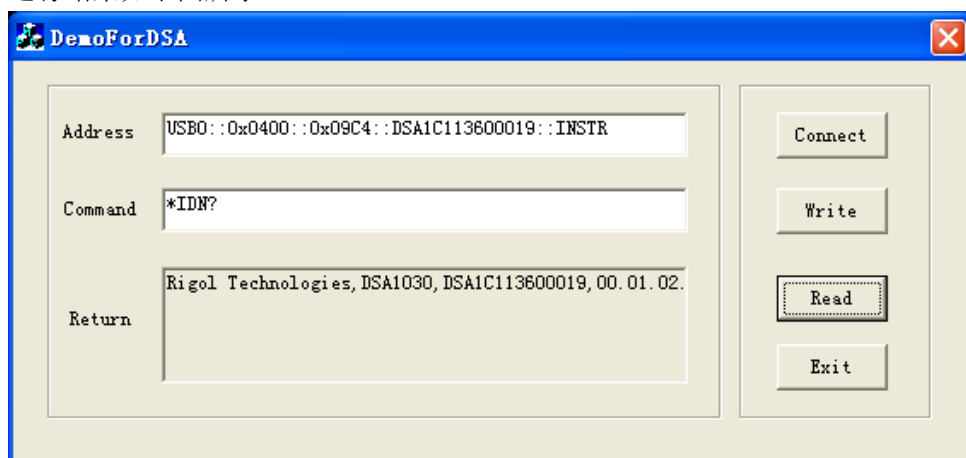 DemoForDSA
Address
USB0::0x0400::0x09C4::DSA1C113600019::INSTR
Connect
Command
*IDN?
Write
Return
Rigol Technologies,DSA1030,DSA1C113600019,00.01.02.
Read
Exit